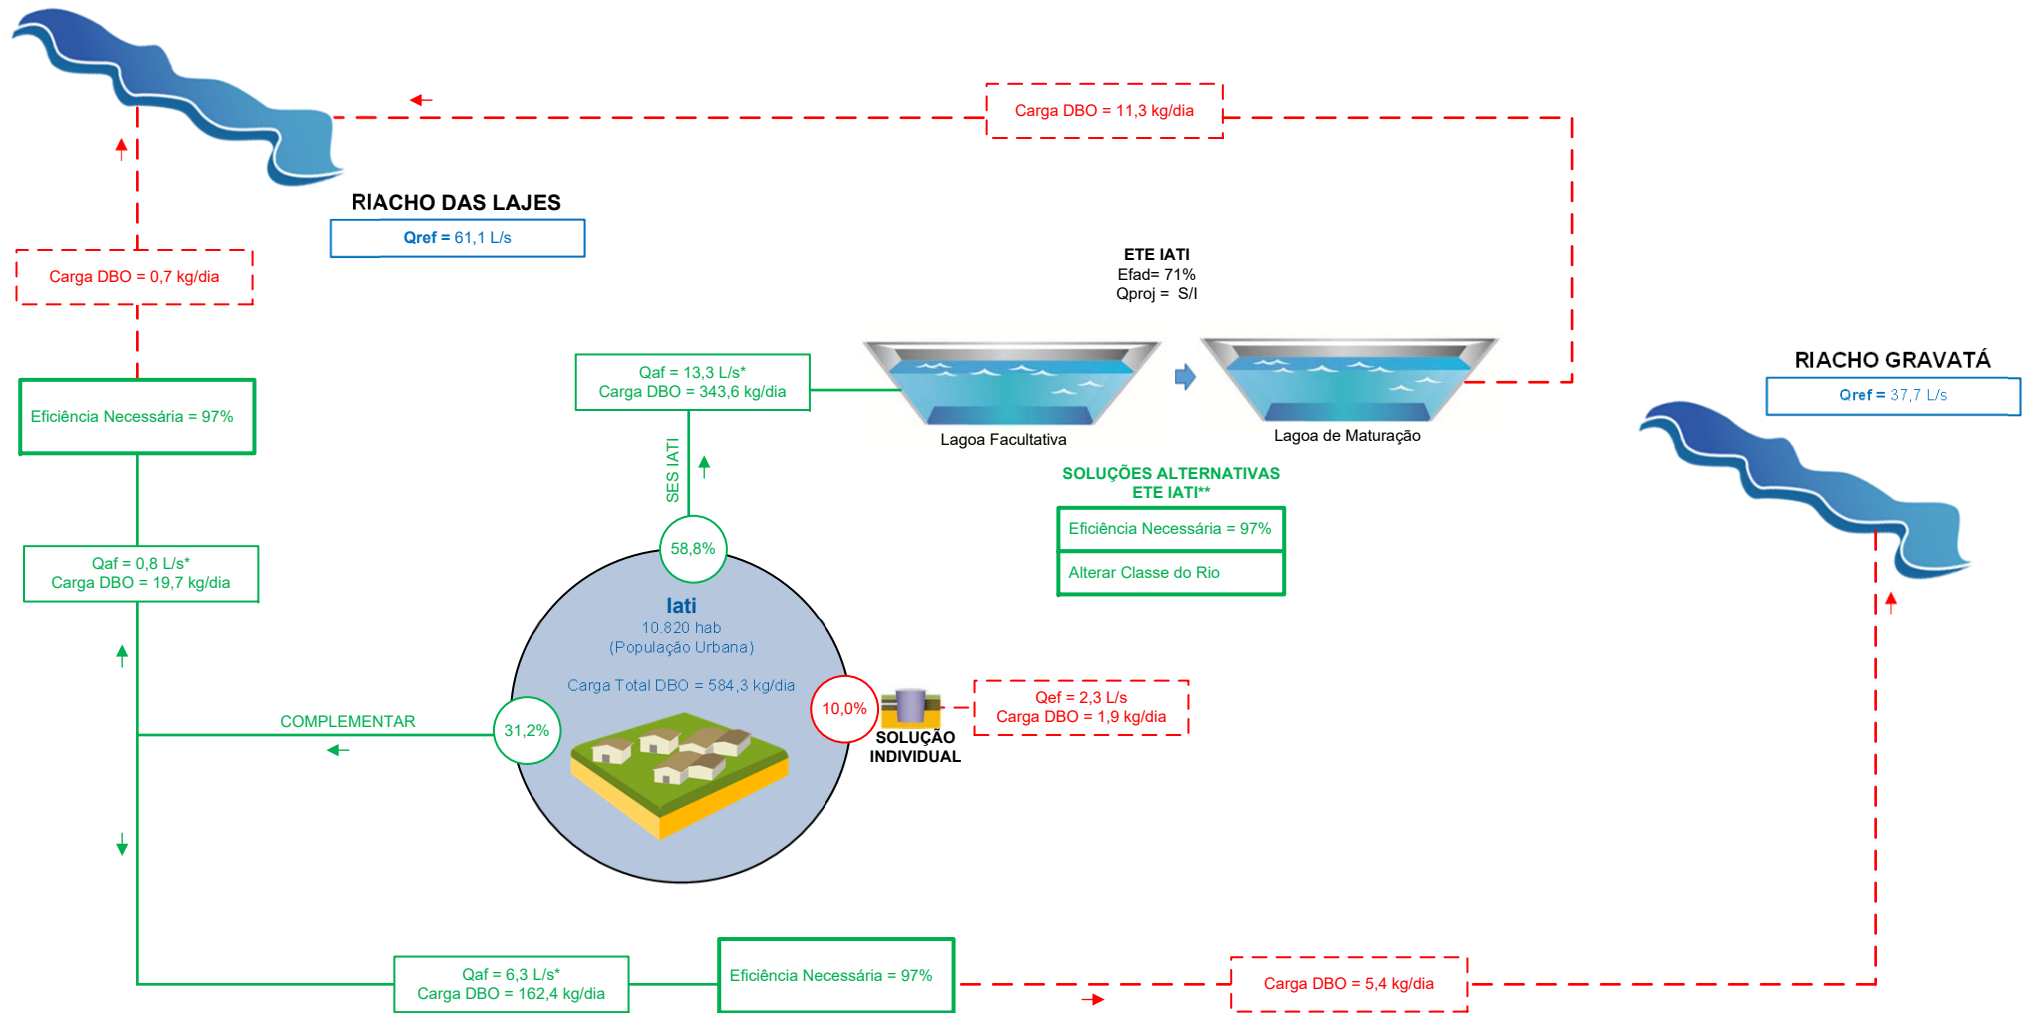 Carga DBO = 11,3 kg/dia
RIACHO DAS LAJES
Qref = 61,1 L/s
Carga DBO = 0,7 kg/dia
ETE IATI
Efad= 71%
Qproj = S/I
Qaf = 13,3 L/s*
Carga DBO = 343,6 kg/dia
Lagoa Facultativa
Lagoa de Maturação
RIACHO GRAVATÁ
Qref = 37,7 L/s
Eficiência Necessária = 97%
SES IATI
SOLUÇÕES ALTERNATIVAS
ETE IATI**
Eficiência Necessária = 97%
Alterar Classe do Rio
Qaf = 0,8 L/s*
Carga DBO = 19,7 kg/dia
58,8%
Iati
10.820 hab
(População Urbana)
Carga Total DBO = 584,3 kg/dia
10,0%
SOLUÇÃO
INDIVIDUAL
Qef = 2,3 L/s
Carga DBO = 1,9 kg/dia
COMPLEMENTAR
31,2%
Qaf = 6,3 L/s*
Carga DBO = 162,4 kg/dia
Eficiência Necessária = 97%
Carga DBO = 5,4 kg/dia